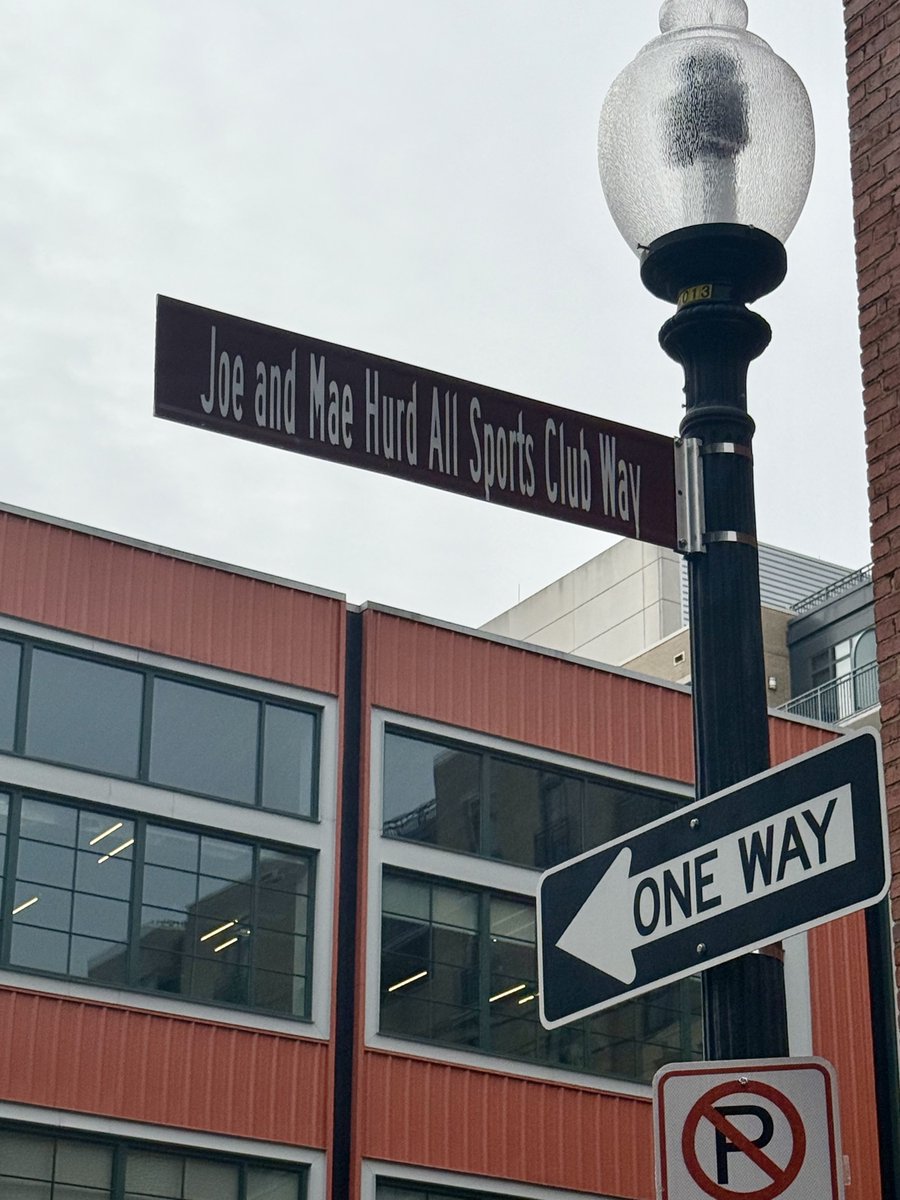 013
Joe and Mae Hurd All Sports Club Way
ONE WAY
P